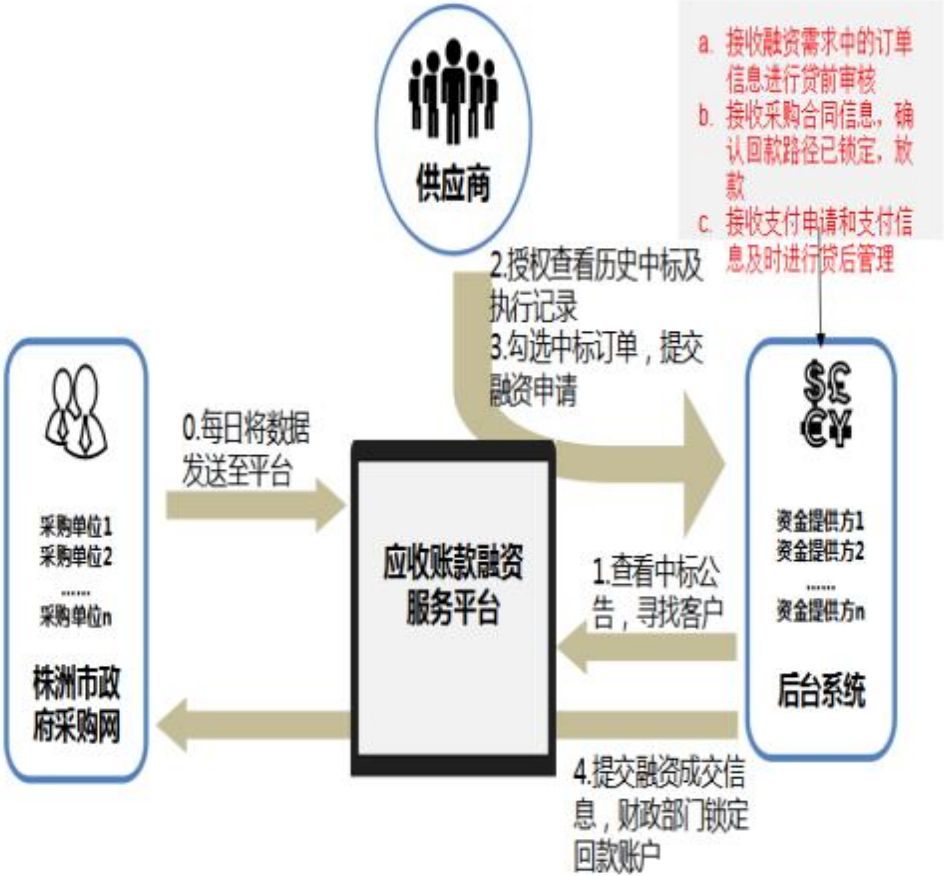 供应商
a. 接收融资需求中的订单
信息进行贷前审核
b. 接收采购合同信息，确
认回款路径已锁定，放
款
c. 接收支付申请和支付信
息及时进行贷后管理
2.授权查看历史中标及
执行记录
3.勾选中标订单，提交
融资申请
0.每日将数据
发送至平台
采购单位1
采购单位2
……
采购单位n
株洲市政
府采购网
应收账款融资
服务平台
1.查看中标公
告，寻找客户
$£
€¥
资金提供方1
资金提供方2
……
资金提供方n
后台系统
4.提交融资成交信
息，财政部门锁定
回款账户